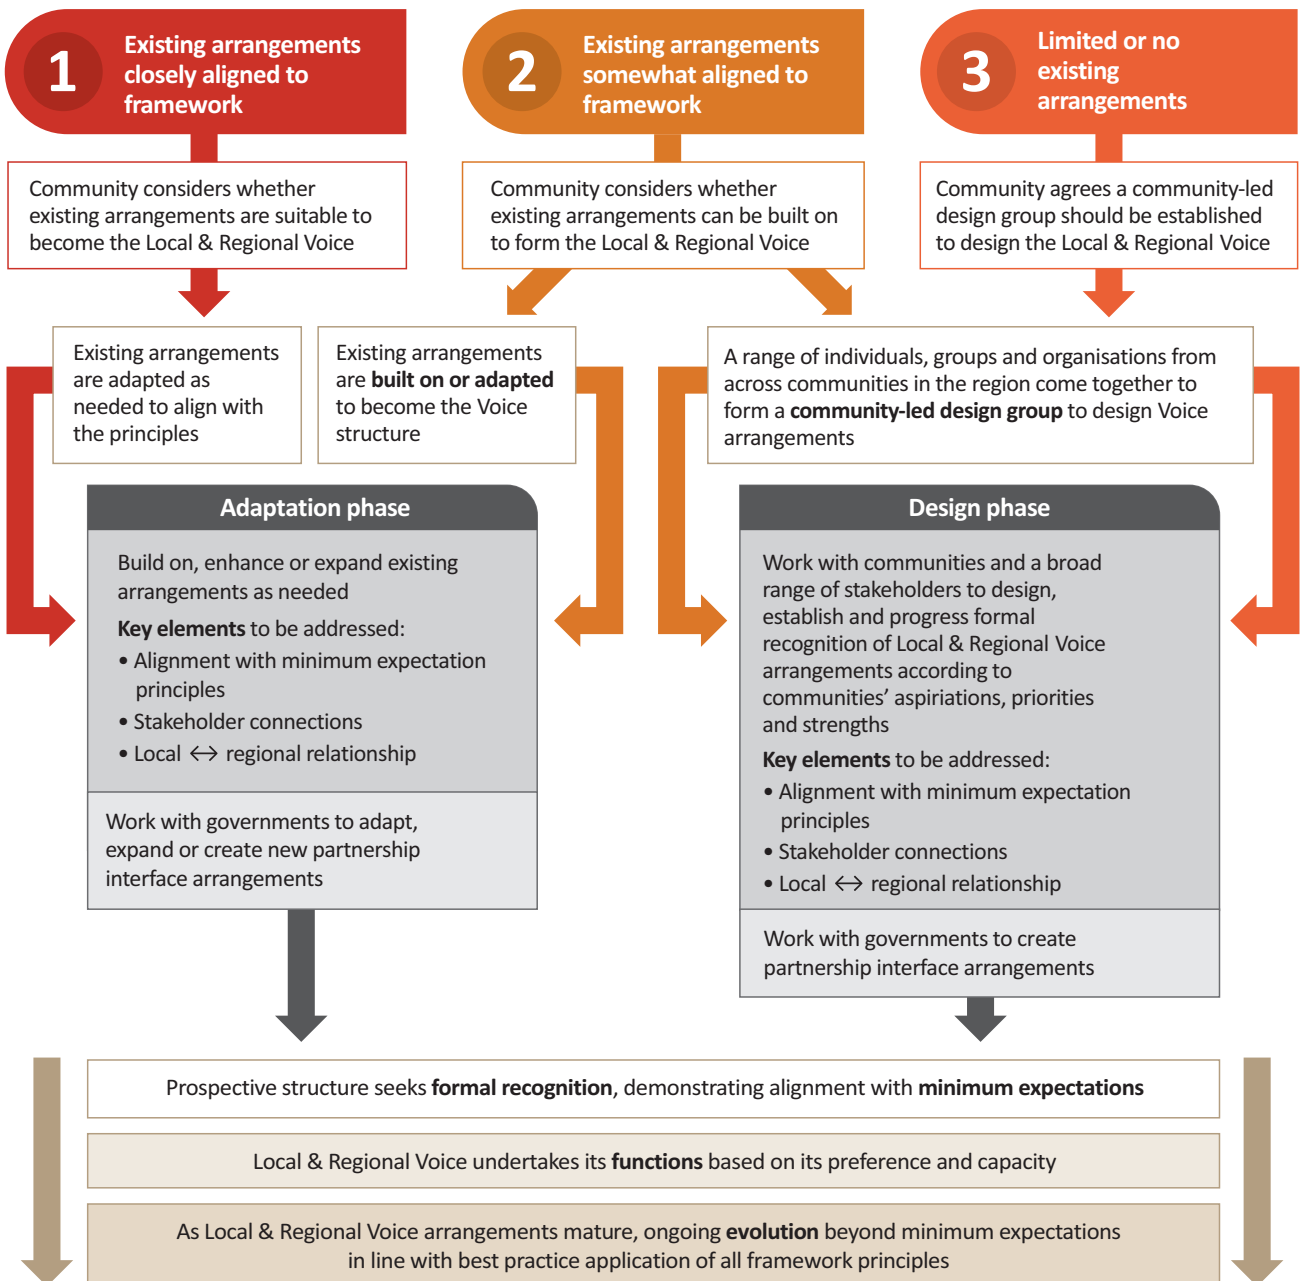 1
Existing arrangements
closely aligned to
framework
2
Existing arrangements
somewhat aligned to
framework
3
Limited or no
existing
arrangements
Community considers whether
existing arrangements are suitable to
become the Local & Regional Voice
Community considers whether
existing arrangements can be built on
to form the Local & Regional Voice
Community agrees a community-led
design group should be established
to design the Local & Regional Voice
Existing arrangements
are adapted as
needed to align with
the principles
Existing arrangements
are built on or adapted
to become the Voice
structure
A range of individuals, groups and organisations from
across communities in the region come together to
form a community-led design group to design Voice
arrangements
Adaptation phase
Build on, enhance or expand existing
arrangements as needed
Key elements to be addressed:
• Alignment with minimum expectation
principles
• Stakeholder connections
• Local ↔ regional relationship
Work with governments to adapt,
expand or create new partnership
interface arrangements
Design phase
Work with communities and a broad
range of stakeholders to design,
establish and progress formal
recognition of Local & Regional Voice
arrangements according to
communities’ aspiriations, priorities
and strengths
Key elements to be addressed:
• Alignment with minimum expectation
principles
• Stakeholder connections
• Local ↔ regional relationship
Work with governments to create
partnership interface arrangements
Prospective structure seeks formal recognition, demonstrating alignment with minimum expectations
Local & Regional Voice undertakes its functions based on its preference and capacity
As Local & Regional Voice arrangements mature, ongoing evolution beyond minimum expectations
in line with best practice application of all framework principles